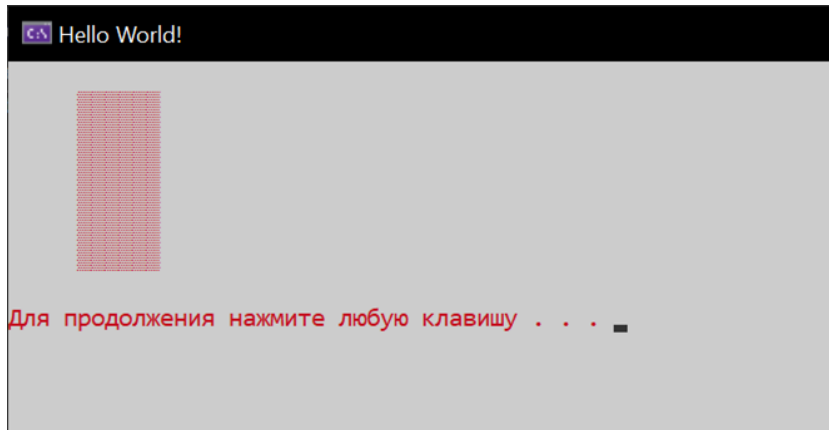 C:\ Hello World!
Для продолжения нажмите любую клавишу . . .